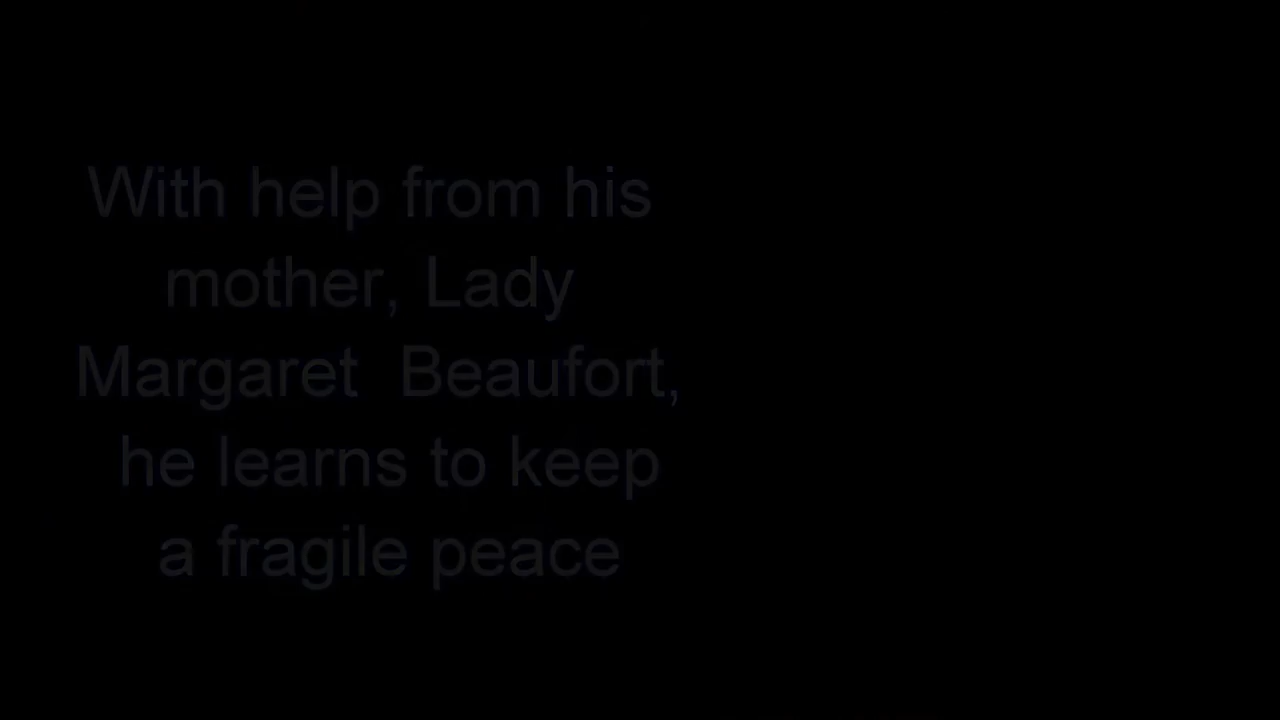 With help from his
mother, Lady
Margaret  Beaufort,
he learns to keep
a fragile peace